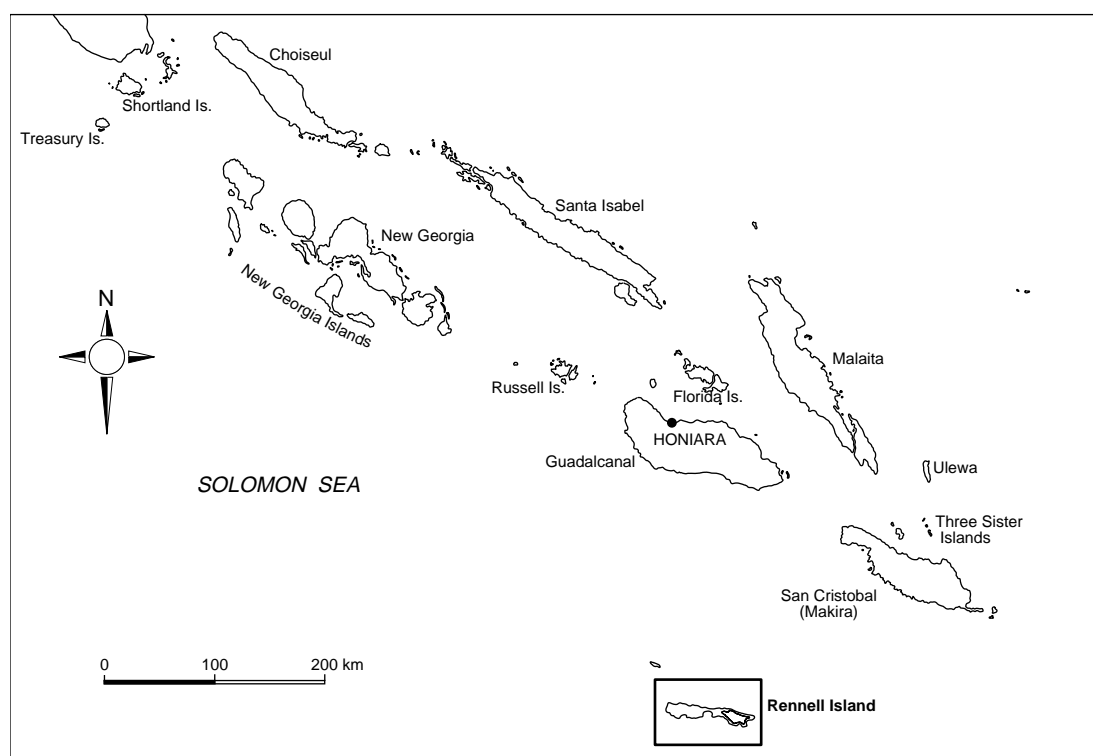 Choiseul
Shortland Is.
Treasury Is.
Santa Isabel
New Georgia
New Georgia Islands
N
Malaita
Russell Is.
Florida Is.
HONIARA
Guadalcanal
Ulewa
SOLOMON SEA
Three Sister
Islands
San Cristobal
(Makira)
0 100 200 km
Rennell Island